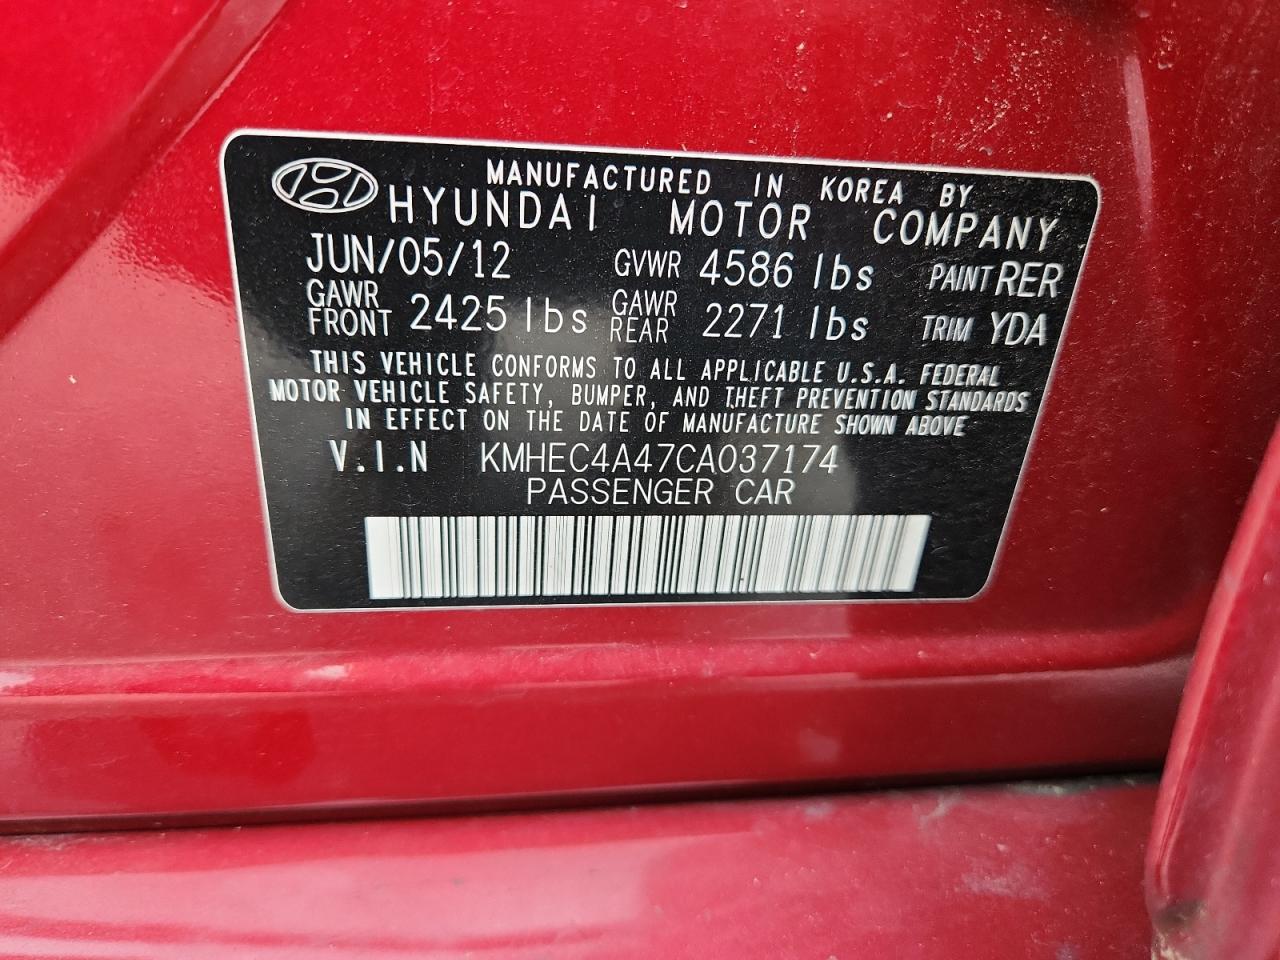 MANUFACTURED IN KOREA BY
HYUNDAI MOTOR COMPANY
JUN/05/12 GVWR 4586 lbs PAINT RER
GAWR FRONT 2425 lbs GAWR REAR 2271 lbs TRIM YDA
THIS VEHICLE CONFORMS TO ALL APPLICABLE U.S.A. FEDERAL
MOTOR VEHICLE SAFETY, BUMPER, AND THEFT PREVENTION STANDARDS
IN EFFECT ON THE DATE OF MANUFACTURE SHOWN ABOVE
V.I.N KMHEC4A47CA037174
PASSENGER CAR